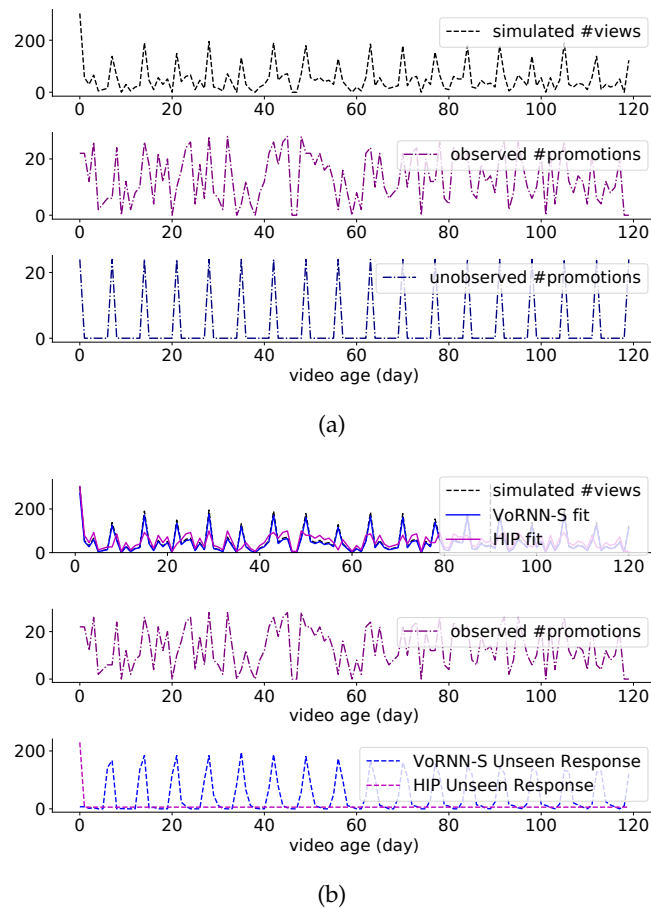 simulated #views
200
0
0 20 40 60 80 100 120
observed #promotions
20
0
0 20 40 60 80 100 120
unobserved #promotions
20
0
0 20 40 60 80 100 120
video age (day)
(a)
simulated #views
VoRNN-S fit
HIP fit
200
0
0 20 40 60 80 100 120
observed #promotions
20
0
0 20 40 60 80 100 120
VoRNN-S Unseen Response
HIP Unseen Response
200
0
0 20 40 60 80 100 120
video age (day)
(b)